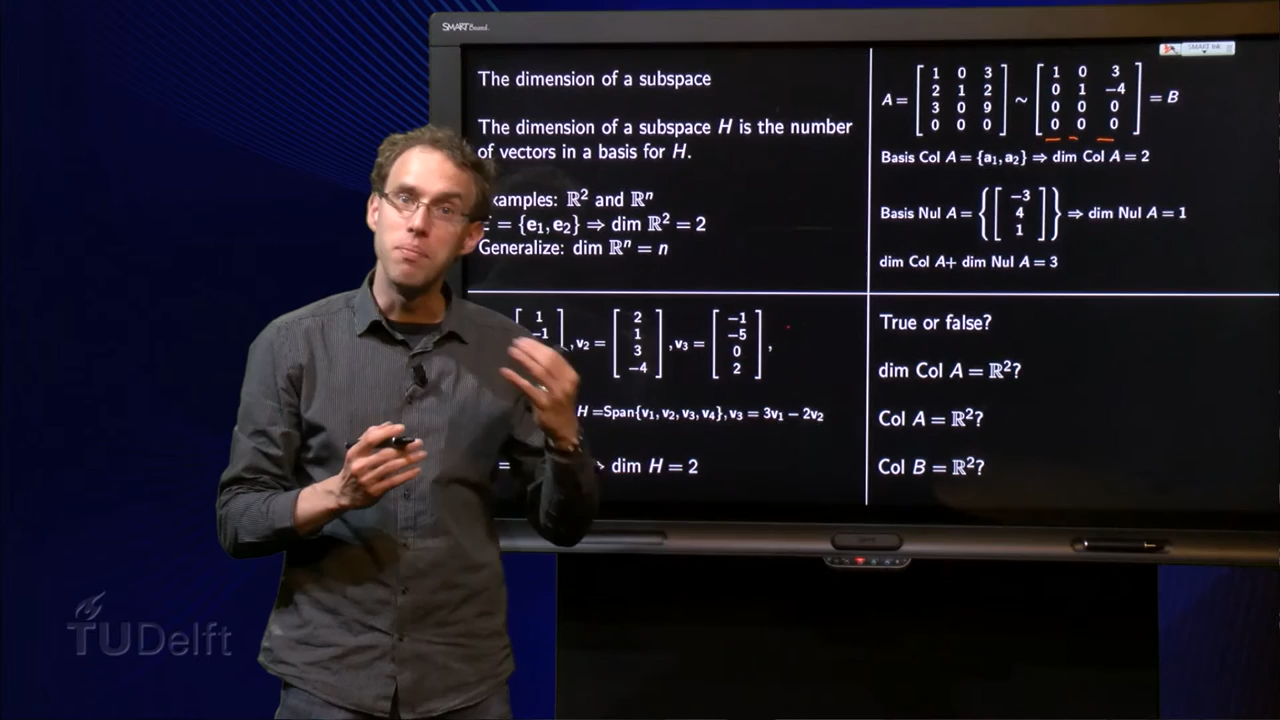 SMART Board
SMART Ink
The dimension of a subspace
The dimension of a subspace H is the number
of vectors in a basis for H.
xamples: ℝ² and ℝⁿ
= {e₁, e₂} ⇒ dim ℝ² = 2
Generalize: dim ℝⁿ = n
A = [1 0 3; 2 1 2; 3 0 9; 0 0 0] ~ [1 0 3; 0 1 −4; 0 0 0; 0 0 0] = B
Basis Col A = {a₁, a₂} ⇒ dim Col A = 2
Basis Nul A = {[−3; 4; 1]} ⇒ dim Nul A = 1
dim Col A+ dim Nul A = 3
[1; −1], v₂ = [2; 1; 3; −4], v₃ = [−1; −5; 0; 2],
H =Span{v₁, v₂, v₃, v₄}, v₃ = 3v₁ − 2v₂
= ⇒ dim H = 2
True or false?
dim Col A = ℝ²?
Col A = ℝ²?
Col B = ℝ²?
TUDelft